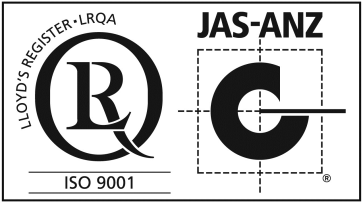 LLOYD'S REGISTER · LRQA
LR
ISO 9001
JAS-ANZ
®